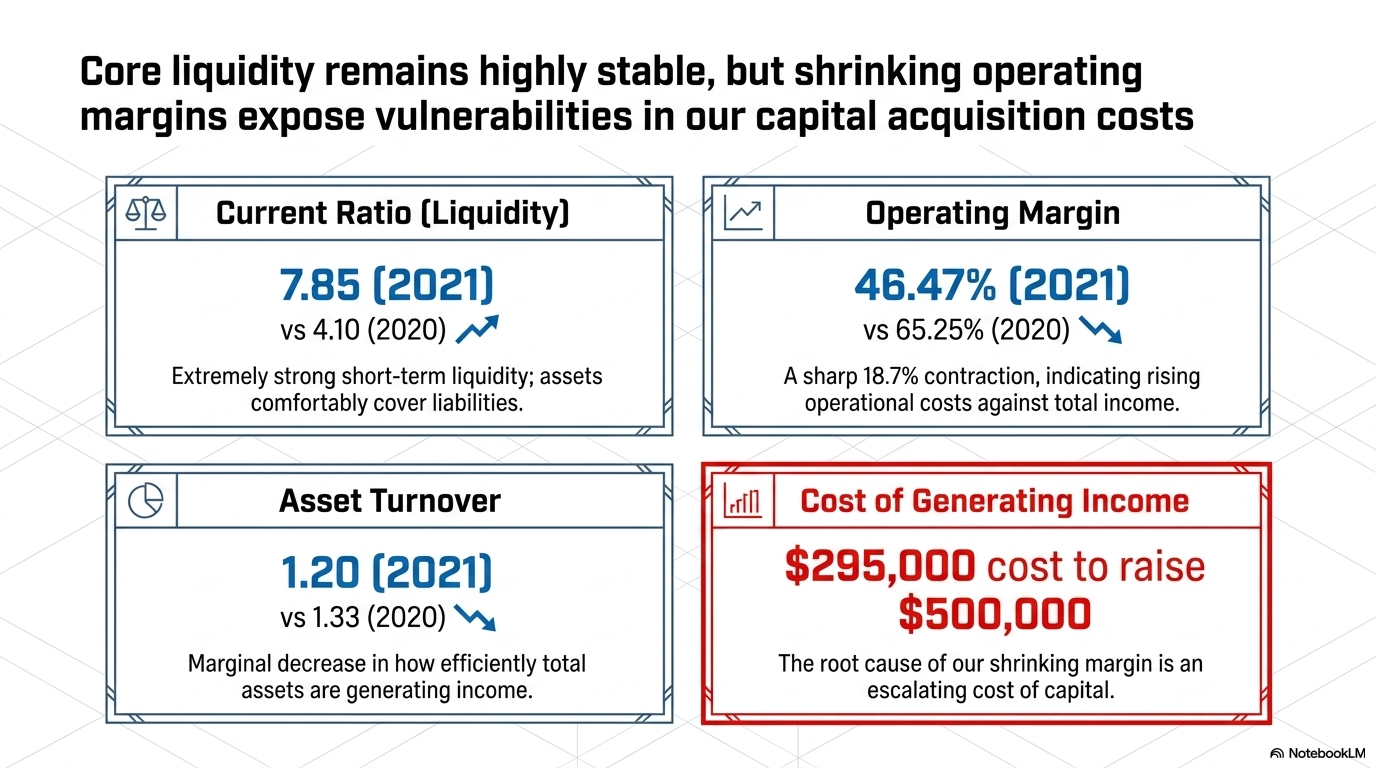 Core liquidity remains highly stable, but shrinking operating
margins expose vulnerabilities in our capital acquisition costs
Current Ratio (Liquidity)
7.85 (2021)
vs 4.10 (2020)
Extremely strong short-term liquidity; assets
comfortably cover liabilities.
Operating Margin
46.47% (2021)
vs 65.25% (2020)
A sharp 18.7% contraction, indicating rising
operational costs against total income.
Asset Turnover
1.20 (2021)
vs 1.33 (2020)
Marginal decrease in how efficiently total
assets are generating income.
Cost of Generating Income
$295,000 cost to raise
$500,000
The root cause of our shrinking margin is an
escalating cost of capital.
NotebookLM